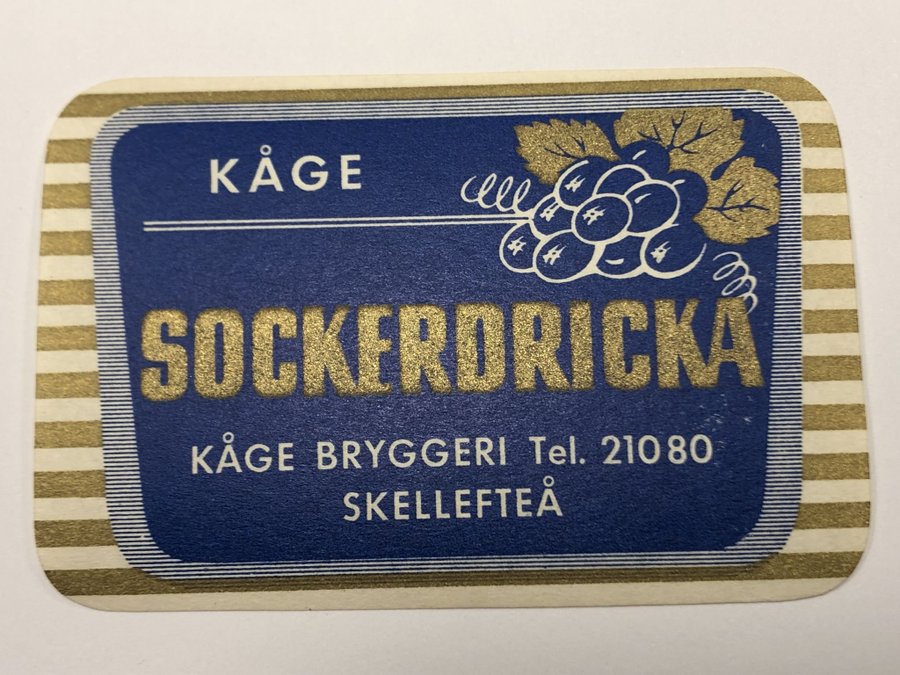 KÅGE
SOCKERDRICKA
KÅGE BRYGGERI Tel. 21080
SKELLEFTEÅ